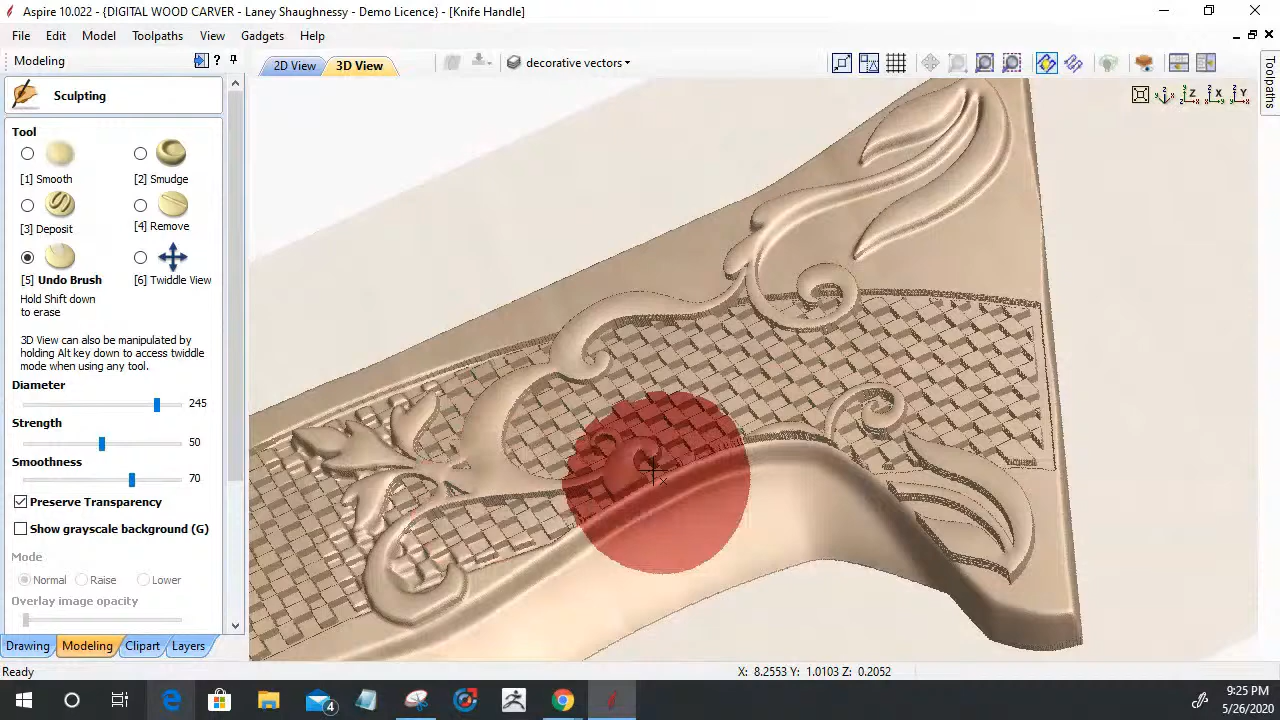 Aspire 10.022 - {DIGITAL WOOD CARVER - Laney Shaughnessy - Demo Licence} - [Knife Handle]
File Edit Model Toolpaths View Gadgets Help
Modeling
2D View 3D View decorative vectors
Sculpting
Z X Y
Toolpaths
Tool
[1] Smooth [2] Smudge
[3] Deposit [4] Remove
[5] Undo Brush [6] Twiddle View
Hold Shift down
to erase
3D View can also be manipulated by
holding Alt key down to access twiddle
mode when using any tool.
Diameter
245
Strength
50
Smoothness
70
Preserve Transparency
Show grayscale background (G)
Mode
Normal Raise Lower
Overlay image opacity
Drawing Modeling Clipart Layers
Ready
X: 8.2553 Y: 1.0103 Z: 0.2052
4
9:25 PM
5/26/2020